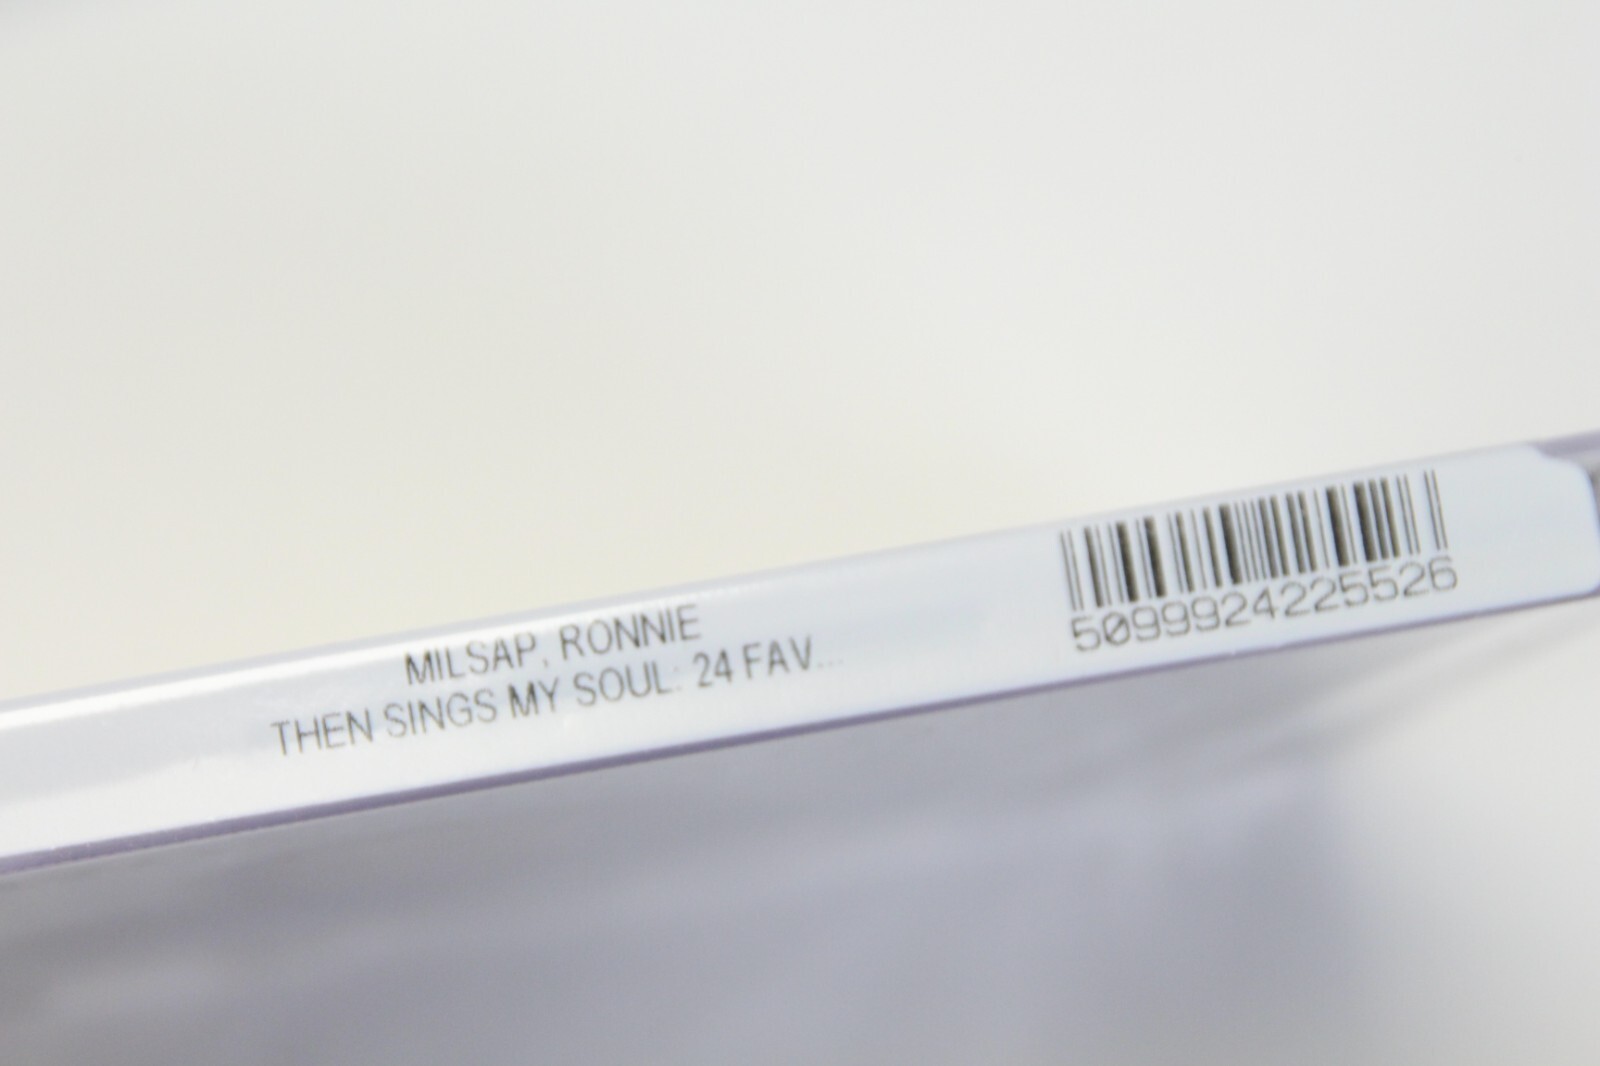 MILSAP, RONNIE
THEN SINGS MY SOUL: 24 FAV...
5099924225526